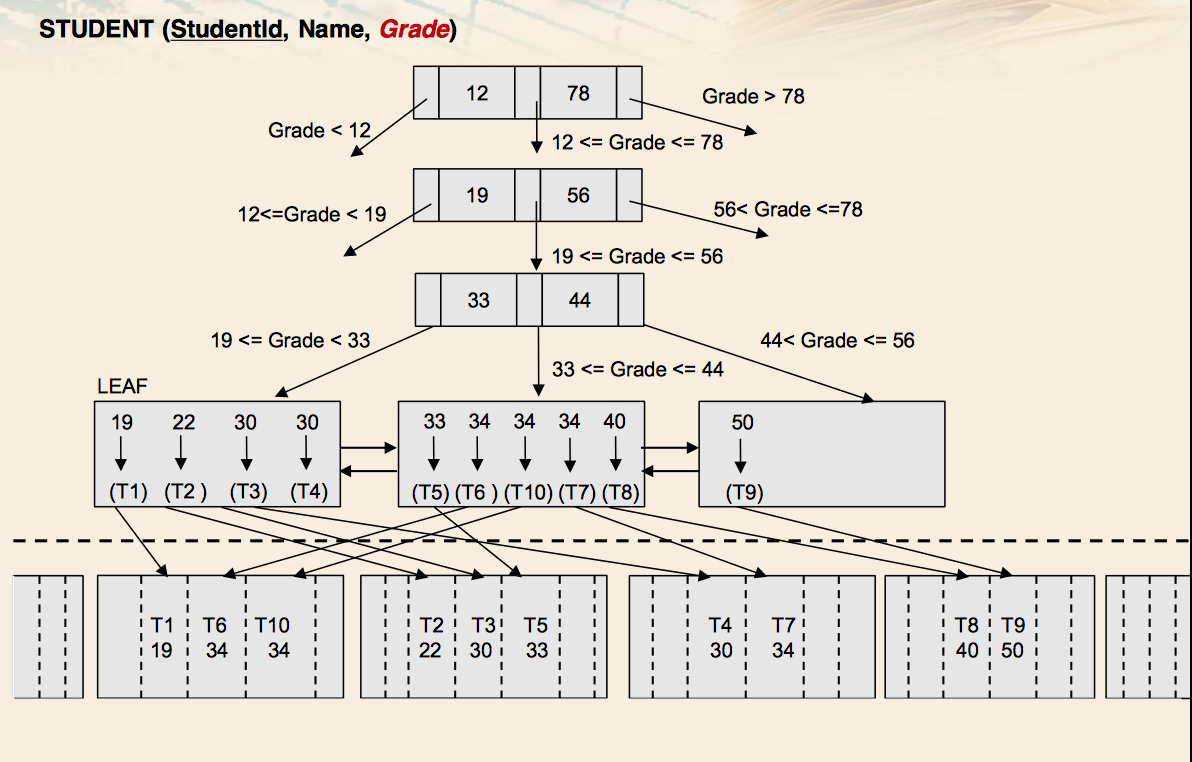 STUDENT (StudentId, Name, Grade)
12 78
Grade > 78
Grade < 12
12 <= Grade <= 78
19 56
12<=Grade < 19
56< Grade <=78
19 <= Grade <= 56
33 44
19 <= Grade < 33
44< Grade <= 56
33 <= Grade <= 44
LEAF
19 22 30 30
(T1) (T2 ) (T3) (T4)
33 34 34 34 40
(T5) (T6 ) (T10) (T7) (T8)
50
(T9)
T1 T6 T10
19 34 34
T2 T3 T5
22 30 33
T4 T7
30 34
T8 T9
40 50